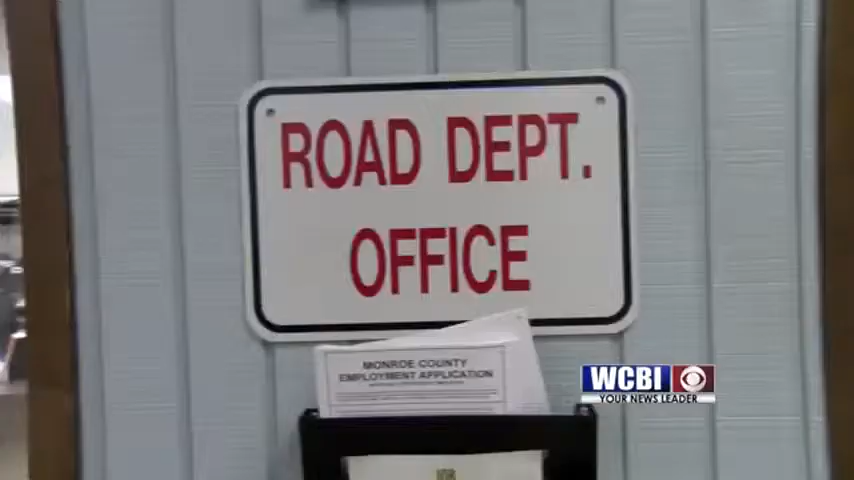 ROAD DEPT.
OFFICE
MONROE COUNTY
EMPLOYMENT APPLICATION
WCBI
YOUR NEWS LEADER